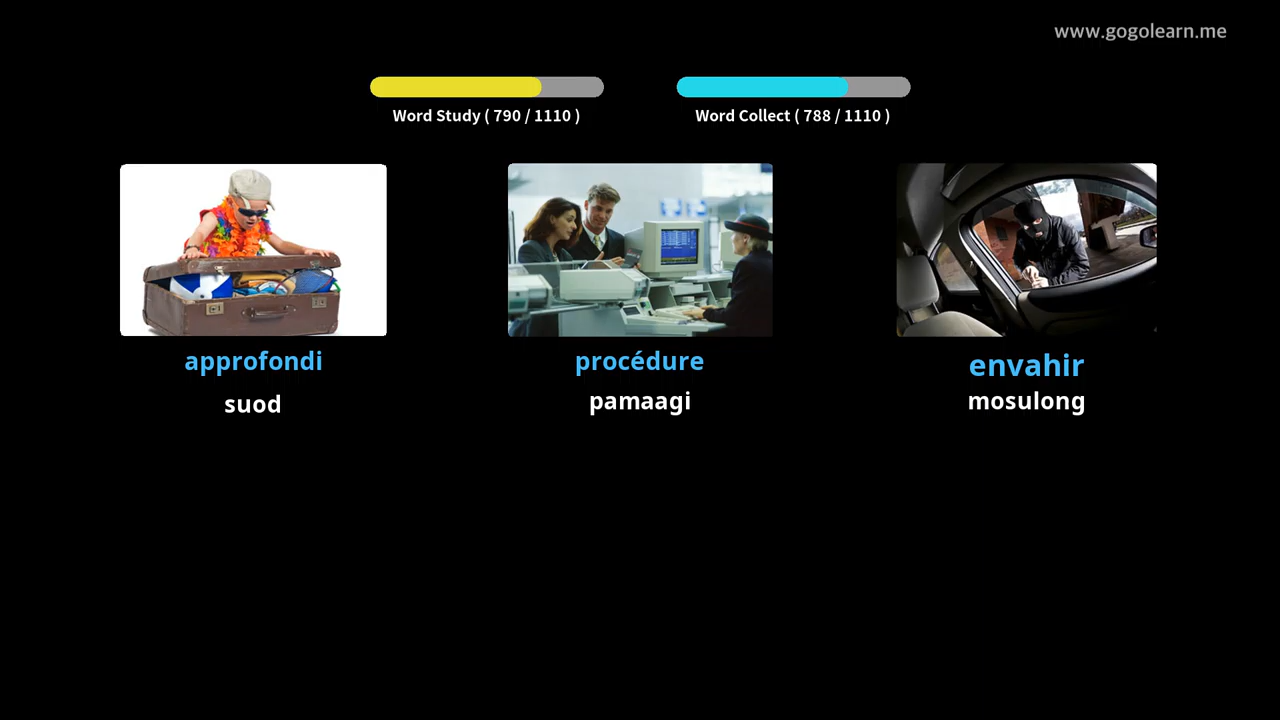 www.gogolearn.me
Word Study ( 790 / 1110 )
Word Collect ( 788 / 1110 )
approfondi
suod
procédure
pamaagi
envahir
mosulong